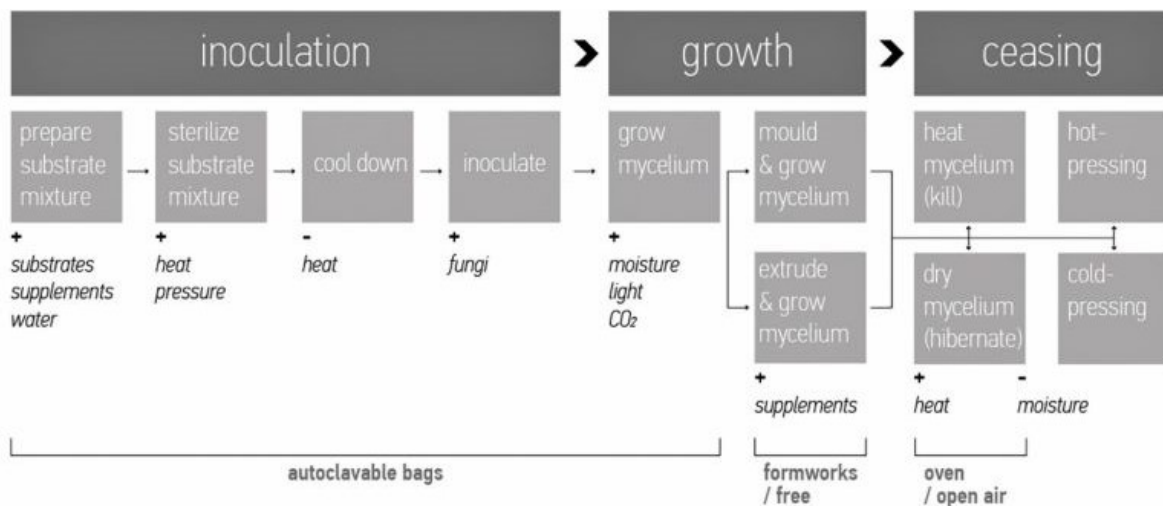 inoculation
growth
ceasing
prepare
substrate
mixture
sterilize
substrate
mixture
cool down
inoculate
grow
mycelium
mould
& grow
mycelium
heat
mycelium
(kill)
hot-
pressing
+
substrates
supplements
water
+
heat
pressure
-
heat
+
fungi
+
moisture
light
CO₂
extrude
& grow
mycelium
dry
mycelium
(hibernate)
cold-
pressing
+
supplements
+
heat
-
moisture
autoclavable bags
formworks
/ free
oven
/ open air